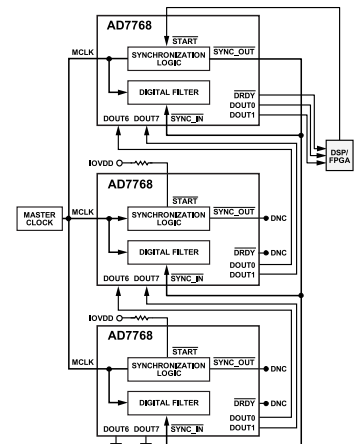 AD7768
START
MCLK
SYNCHRONIZATION
LOGIC
SYNC_OUT
DIGITAL FILTER
DRDY
DOUT0
DOUT1
DOUT6 DOUT7 SYNC_IN
DSP/
FPGA
IOVDD
AD7768
START
MASTER
CLOCK
MCLK
SYNCHRONIZATION
LOGIC
SYNC_OUT
DNC
DIGITAL FILTER
DRDY
DNC
DOUT0
DOUT1
DOUT6 DOUT7 SYNC_IN
IOVDD
AD7768
START
MCLK
SYNCHRONIZATION
LOGIC
SYNC_OUT
DNC
DIGITAL FILTER
DRDY
DNC
DOUT0
DOUT1
DOUT6 DOUT7 SYNC_IN